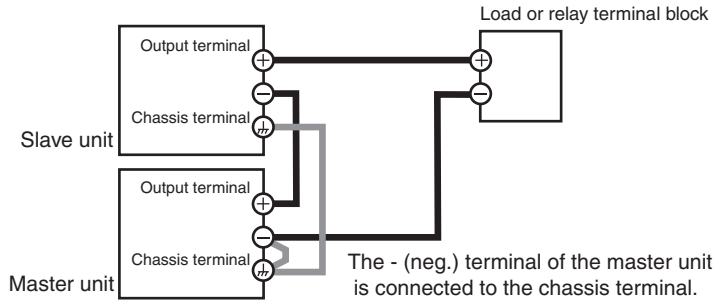 Load or relay terminal block
Output terminal
+
+
−
−
Chassis terminal
Slave unit
Output terminal
+
−
Chassis terminal
Master unit
The - (neg.) terminal of the master unit
is connected to the chassis terminal.